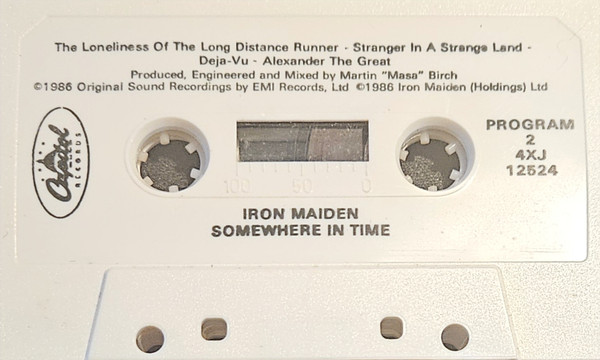 The Loneliness Of The Long Distance Runner - Stranger In A Strange Land -
Deja-Vu - Alexander The Great
Produced, Engineered and Mixed by Martin "Masa" Birch
©1986 Original Sound Recordings by EMI Records, Ltd ©1986 Iron Maiden (Holdings) Ltd
Capitol
RECORDS
PROGRAM
2
4XJ
12524
100 50 0
IRON MAIDEN
SOMEWHERE IN TIME